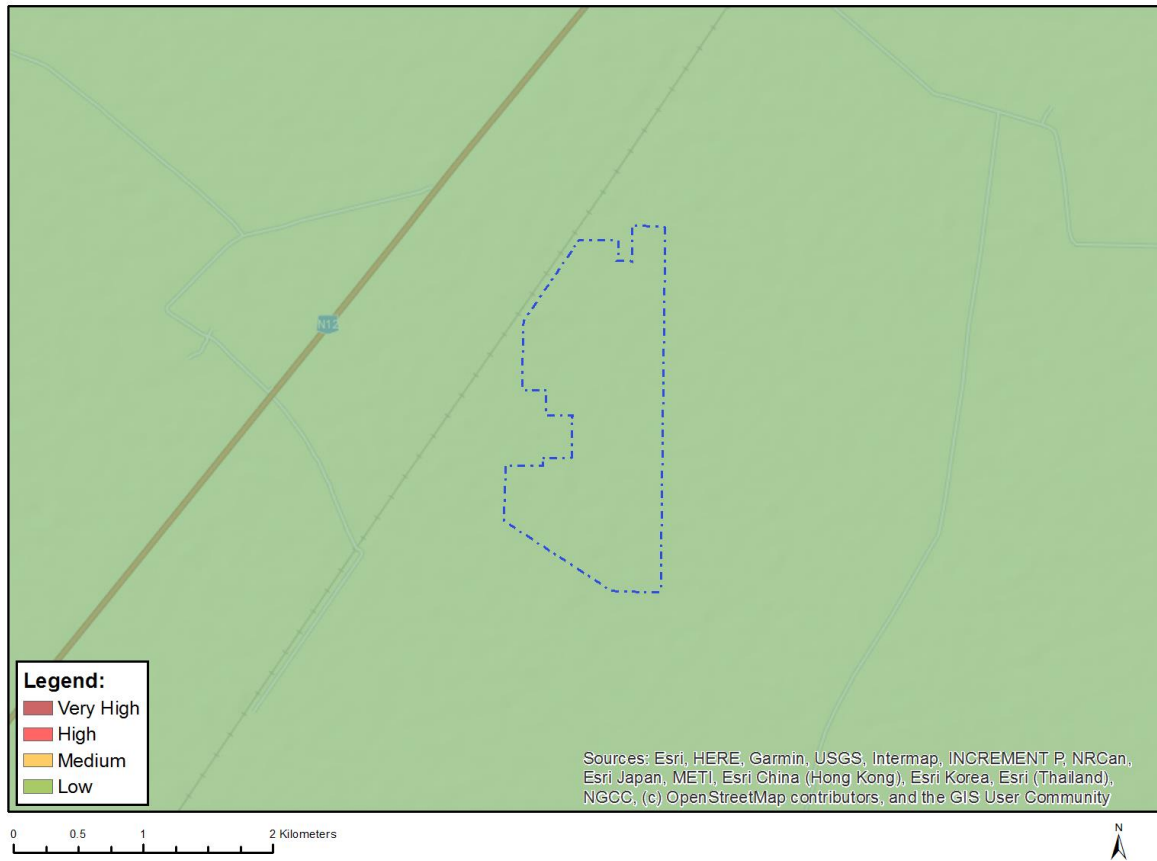 N12
Legend:
Very High
High
Medium
Low
Sources: Esri, HERE, Garmin, USGS, Intermap, INCREMENT P, NRCan,
Esri Japan, METI, Esri China (Hong Kong), Esri Korea, Esri (Thailand),
NGCC, (c) OpenStreetMap contributors, and the GIS User Community
0 0.5 1 2 Kilometers
N